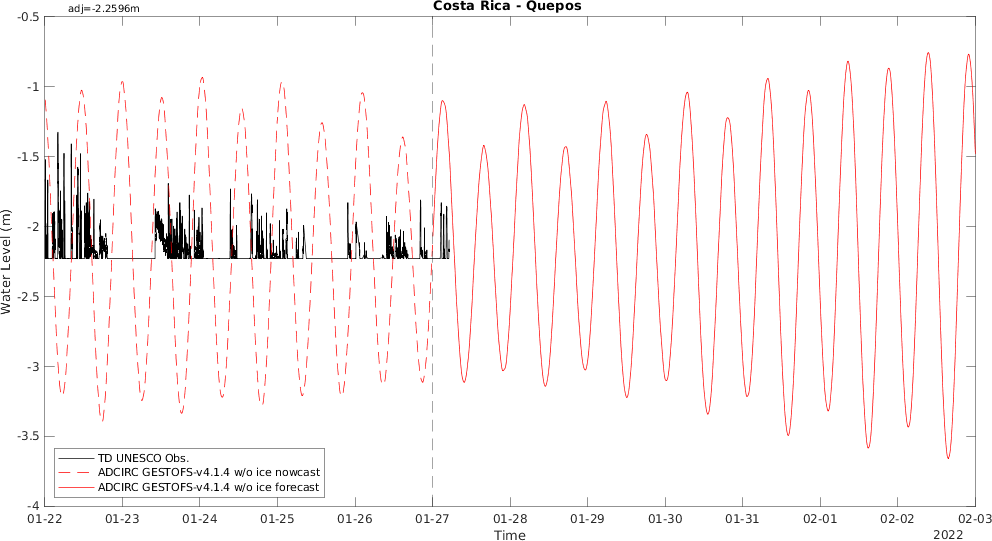 Costa Rica - Quepos
adj=-2.2596m
-0.5
-1
-1.5
-2
-2.5
-3
-3.5
-4
Water Level (m)
TD UNESCO Obs.
ADCIRC GESTOFS-v4.1.4 w/o ice nowcast
ADCIRC GESTOFS-v4.1.4 w/o ice forecast
01-22 01-23 01-24 01-25 01-26 01-27 01-28 01-29 01-30 01-31 02-01 02-02 02-03
Time
2022